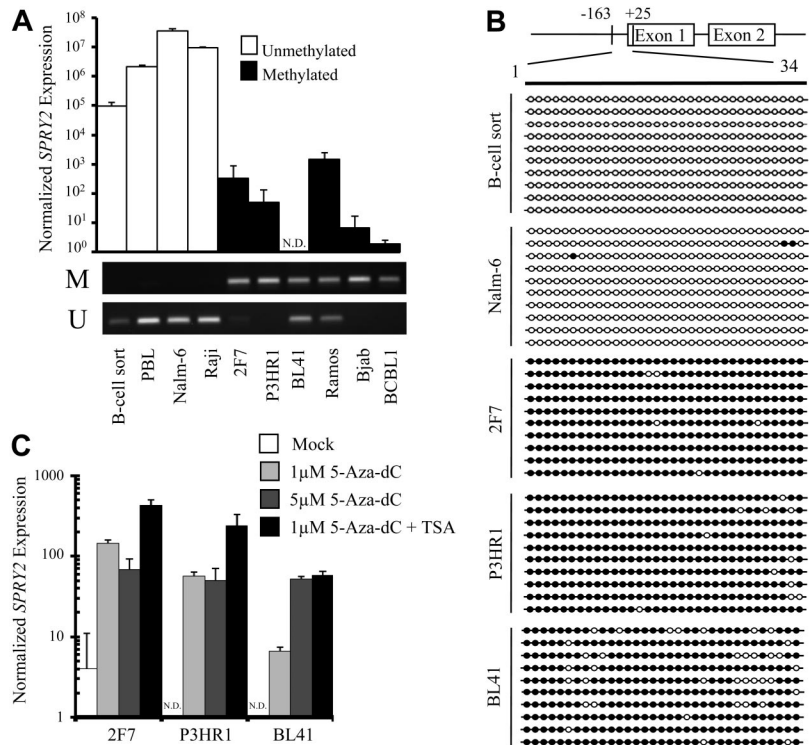 A
Normalized SPRY2 Expression
10⁸
10⁷
10⁶
10⁵
10³
10²
10¹
10⁰
Unmethylated
Methylated
N.D.
M
U
B-cell sort
PBL
Nalm-6
Raji
2F7
P3HR1
BL41
Ramos
Bjab
BCBL1
B
-163
+25
Exon 1
Exon 2
1
34
B-cell sort
Nalm-6
2F7
P3HR1
BL41
C
Mock
1µM 5-Aza-dC
5µM 5-Aza-dC
1µM 5-Aza-dC + TSA
Normalized SPRY2 Expression
1000
100
10
1
N.D.
N.D.
2F7
P3HR1
BL41